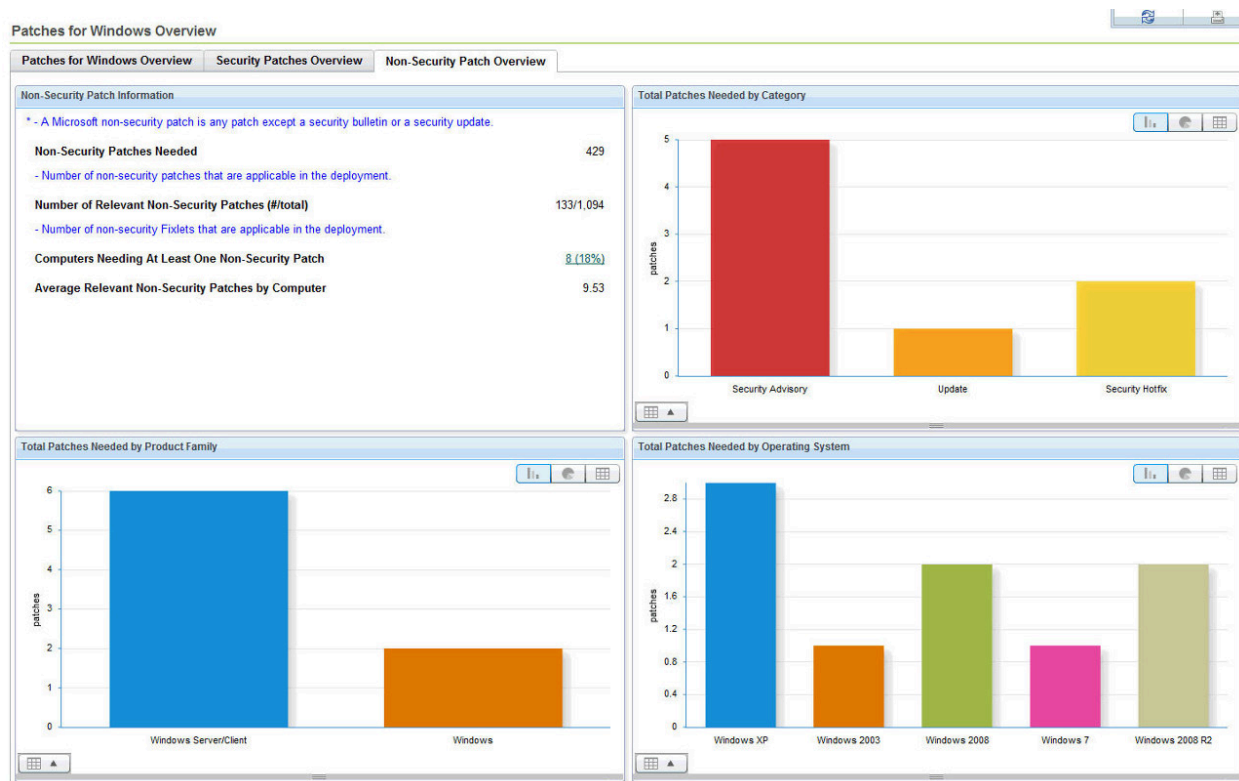 Patches for Windows Overview
Patches for Windows Overview Security Patches Overview Non-Security Patch Overview
Non-Security Patch Information
* - A Microsoft non-security patch is any patch except a security bulletin or a security update.
Non-Security Patches Needed 429
- Number of non-security patches that are applicable in the deployment.
Number of Relevant Non-Security Patches (#/total) 133/1,094
- Number of non-security Fixlets that are applicable in the deployment.
Computers Needing At Least One Non-Security Patch 8 (18%)
Average Relevant Non-Security Patches by Computer 9.53
Total Patches Needed by Category
5
4
3
2
1
0
patches
Security Advisory Update Security Hotfix
Total Patches Needed by Product Family
6
5
4
3
2
1
0
patches
Windows Server/Client Windows
Total Patches Needed by Operating System
2.8
2.4
2
1.6
1.2
0.8
0.4
0
patches
Windows XP Windows 2003 Windows 2008 Windows 7 Windows 2008 R2